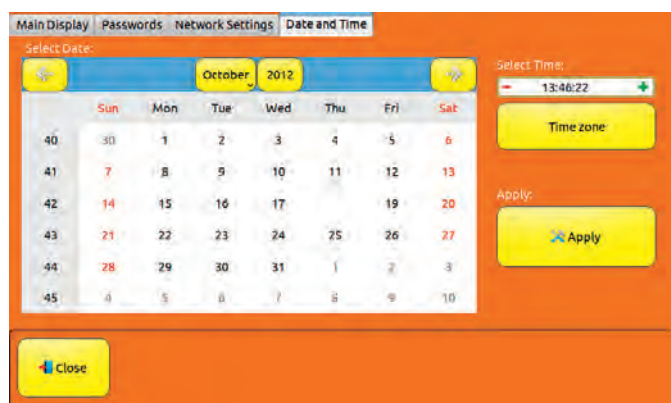 Main Display Passwords Network Settings Date and Time
Select Date:
October 2012
Sun Mon Tue Wed Thu Fri Sat
40 30 1 2 3 4 5 6
41 7 8 9 10 11 12 13
42 14 15 16 17 19 20
43 21 22 23 24 25 26 27
44 28 29 30 31 1 2 3
45 4 5 6 7 8 9 10
Select Time:
- 13:46:22 +
Time zone
Apply:
Apply
Close